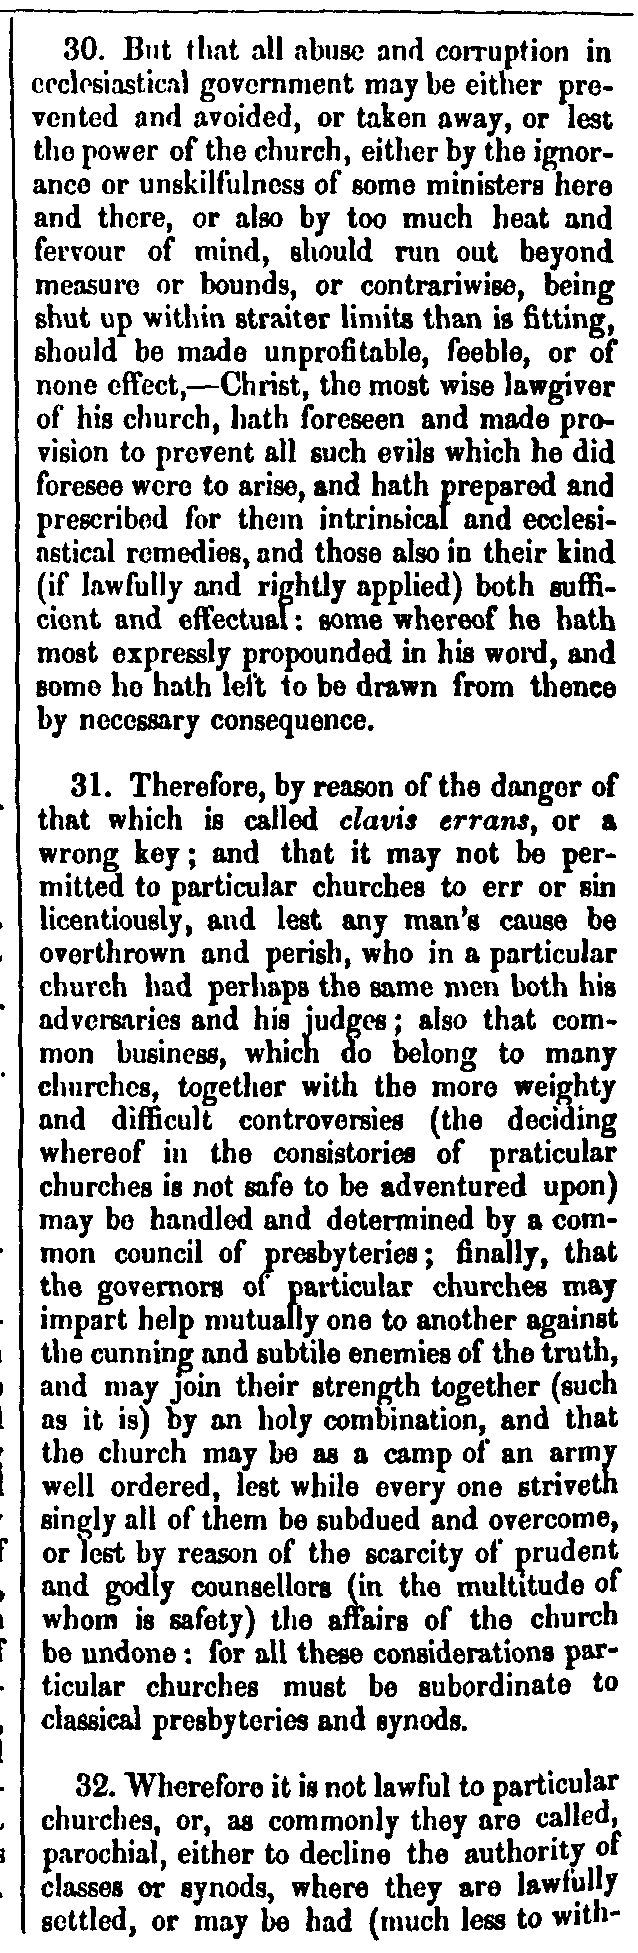 30. But that all abuse and corruption in
ecclesiastical government may be either pre-
vented and avoided, or taken away, or lest
the power of the church, either by the ignor-
ance or unskilfulness of some ministers here
and there, or also by too much heat and
fervour of mind, should run out beyond
measure or bounds, or contrariwise, being
shut up within straiter limits than is fitting,
should be made unprofitable, feeble, or of
none effect,—Christ, the most wise lawgiver
of his church, hath foreseen and made pro-
vision to prevent all such evils which he did
foresee were to arise, and hath prepared and
prescribed for them intrinsical and ecclesi-
astical remedies, and those also in their kind
(if lawfully and rightly applied) both suffi-
cient and effectual: some whereof he hath
most expressly propounded in his word, and
some he hath left to be drawn from thence
by necessary consequence.
31. Therefore, by reason of the danger of
that which is called clavis errans, or a
wrong key; and that it may not be per-
mitted to particular churches to err or sin
licentiously, and lest any man's cause be
overthrown and perish, who in a particular
church had perhaps the same men both his
adversaries and his judges; also that com-
mon business, which do belong to many
churches, together with the more weighty
and difficult controversies (the deciding
whereof in the consistories of praticular
churches is not safe to be adventured upon)
may be handled and determined by a com-
mon council of presbyteries; finally, that
the governors of particular churches may
impart help mutually one to another against
the cunning and subtile enemies of the truth,
and may join their strength together (such
as it is) by an holy combination, and that
the church may be as a camp of an army
well ordered, lest while every one striveth
singly all of them be subdued and overcome,
or lest by reason of the scarcity of prudent
and godly counsellors (in the multitude of
whom is safety) the affairs of the church
be undone: for all these considerations par-
ticular churches must be subordinate to
classical presbyteries and synods.
32. Wherefore it is not lawful to particular
churches, or, as commonly they are called,
parochial, either to decline the authority of
classes or synods, where they are lawfully
settled, or may be had (much less to with-